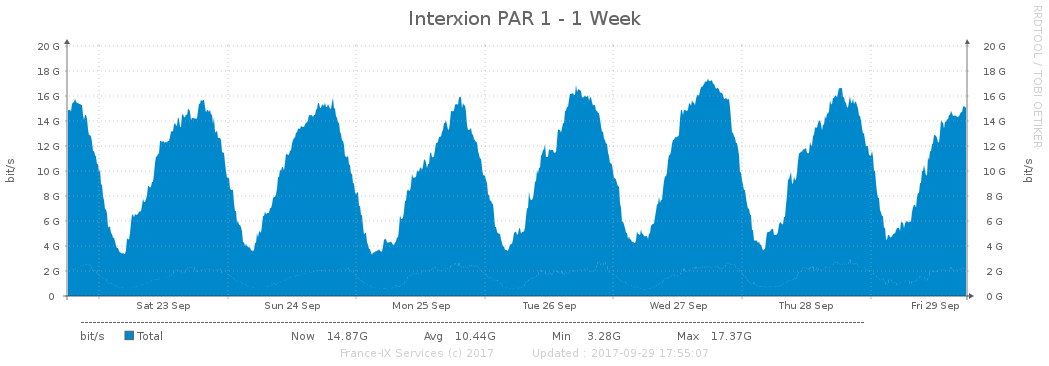 Interxion PAR 1 - 1 Week
RRDTOOL / TOBI OETIKER
20 G 20 G
18 G 18 G
16 G 16 G
14 G 14 G
12 G 12 G
10 G 10 G
8 G 8 G
6 G 6 G
4 G 4 G
2 G 2 G
0 0 G
bit/s
bit/s
Sat 23 Sep Sun 24 Sep Mon 25 Sep Tue 26 Sep Wed 27 Sep Thu 28 Sep Fri 29 Sep
bit/s Total Now 14.87G Avg 10.44G Min 3.28G Max 17.37G
France-IX Services (c) 2017 Updated : 2017-09-29 17:55:07